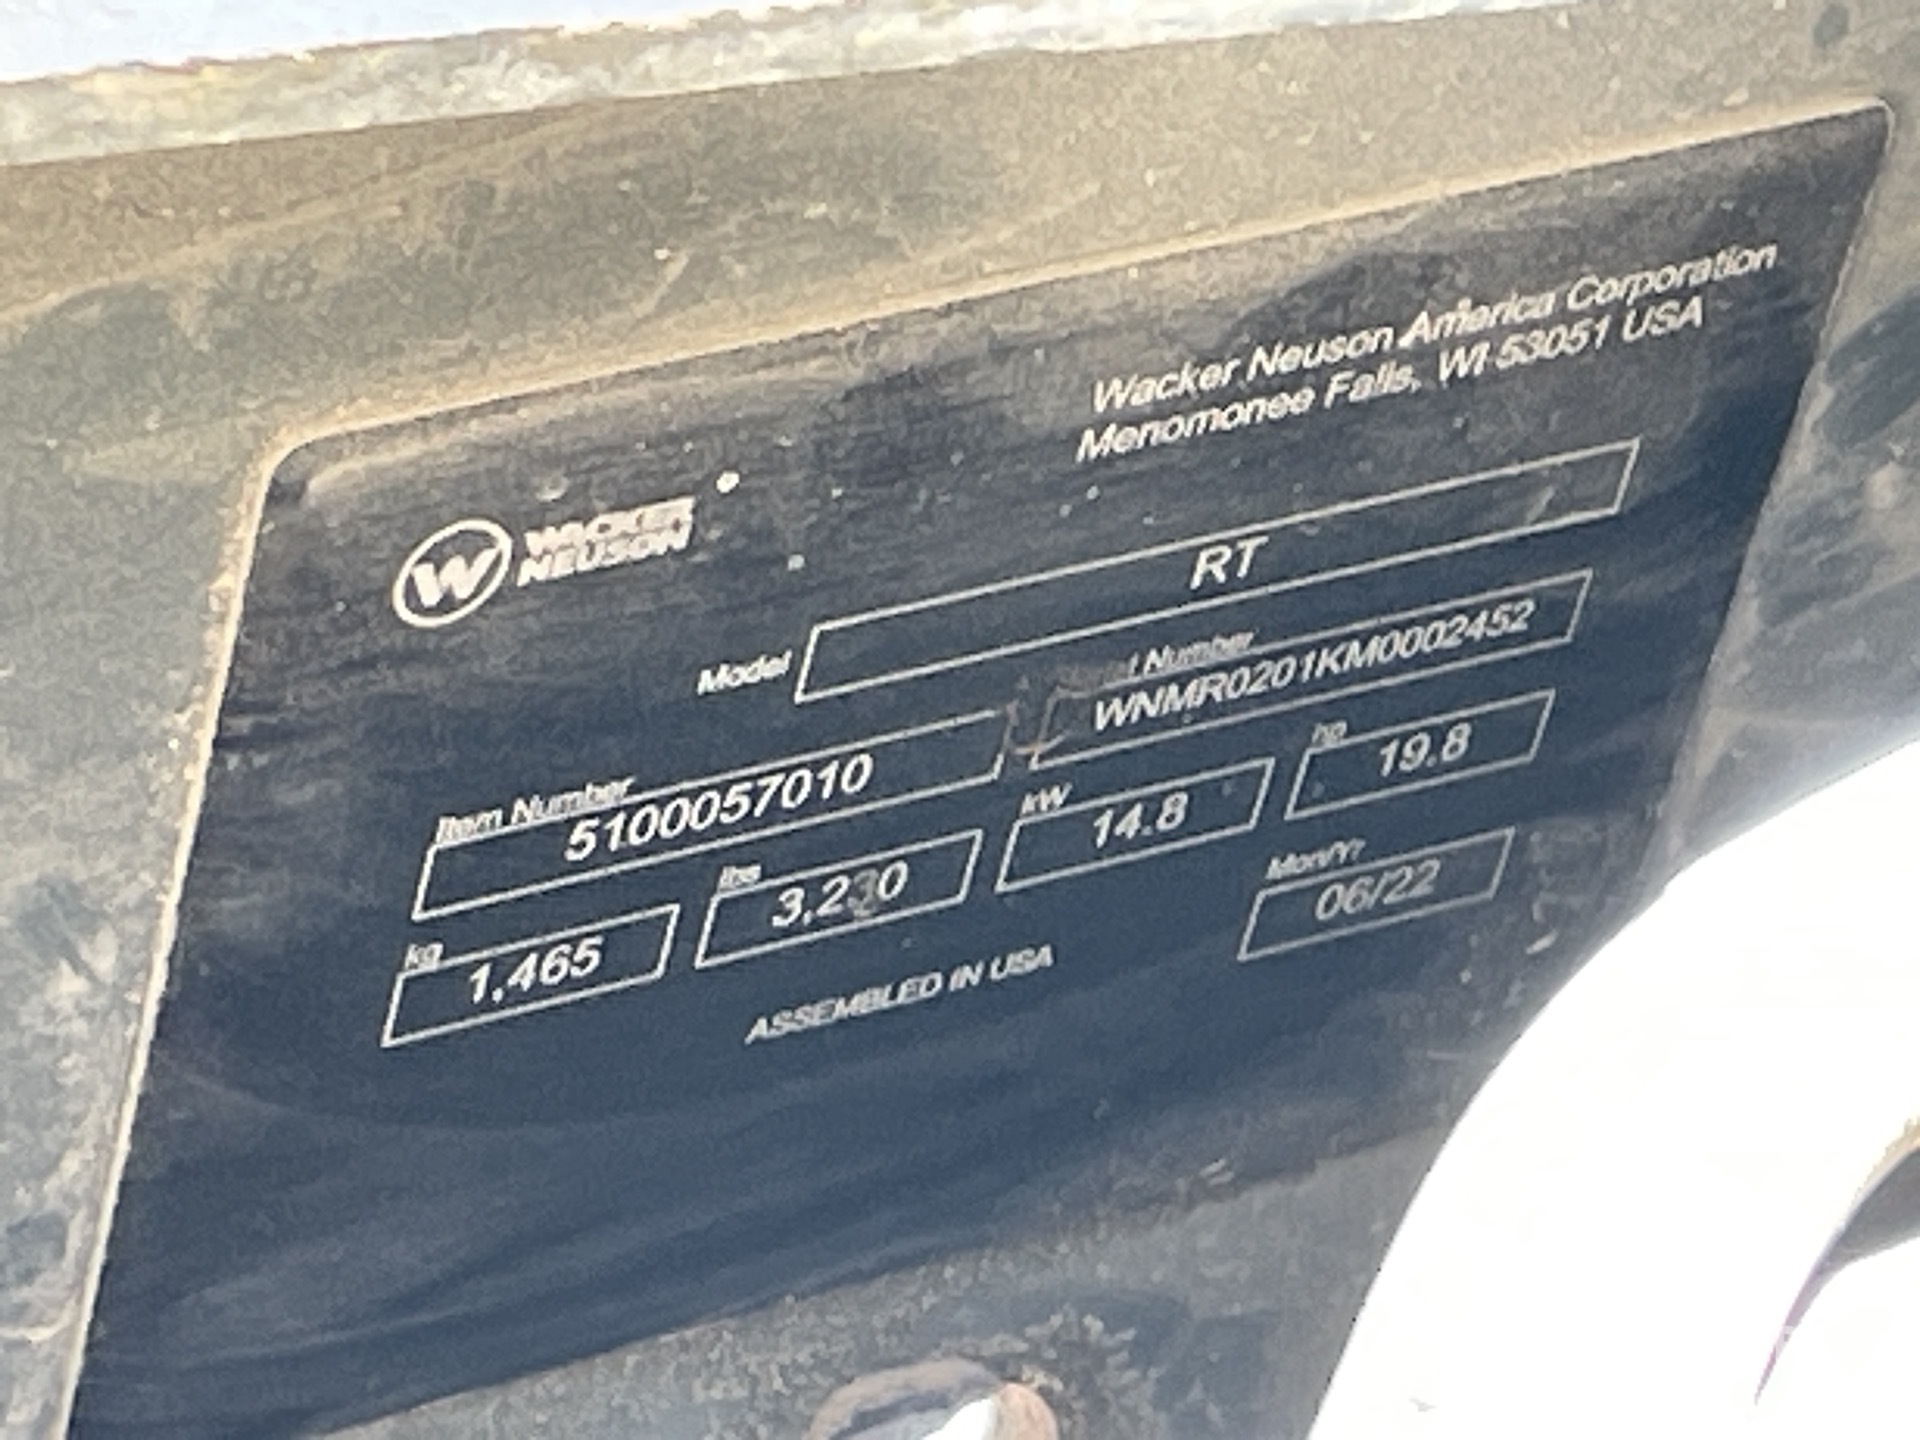 Wacker Neuson America Corporation
Menomonee Falls, WI 53051 USA
W WACKER
NEUSON
Model RT
Item Number Serial Number
5100057010 WNMR0201KM0002452
kg lbs kW hp
1,465 3,230 14.8 19.8
Mon/Yr
06/22
ASSEMBLED IN USA